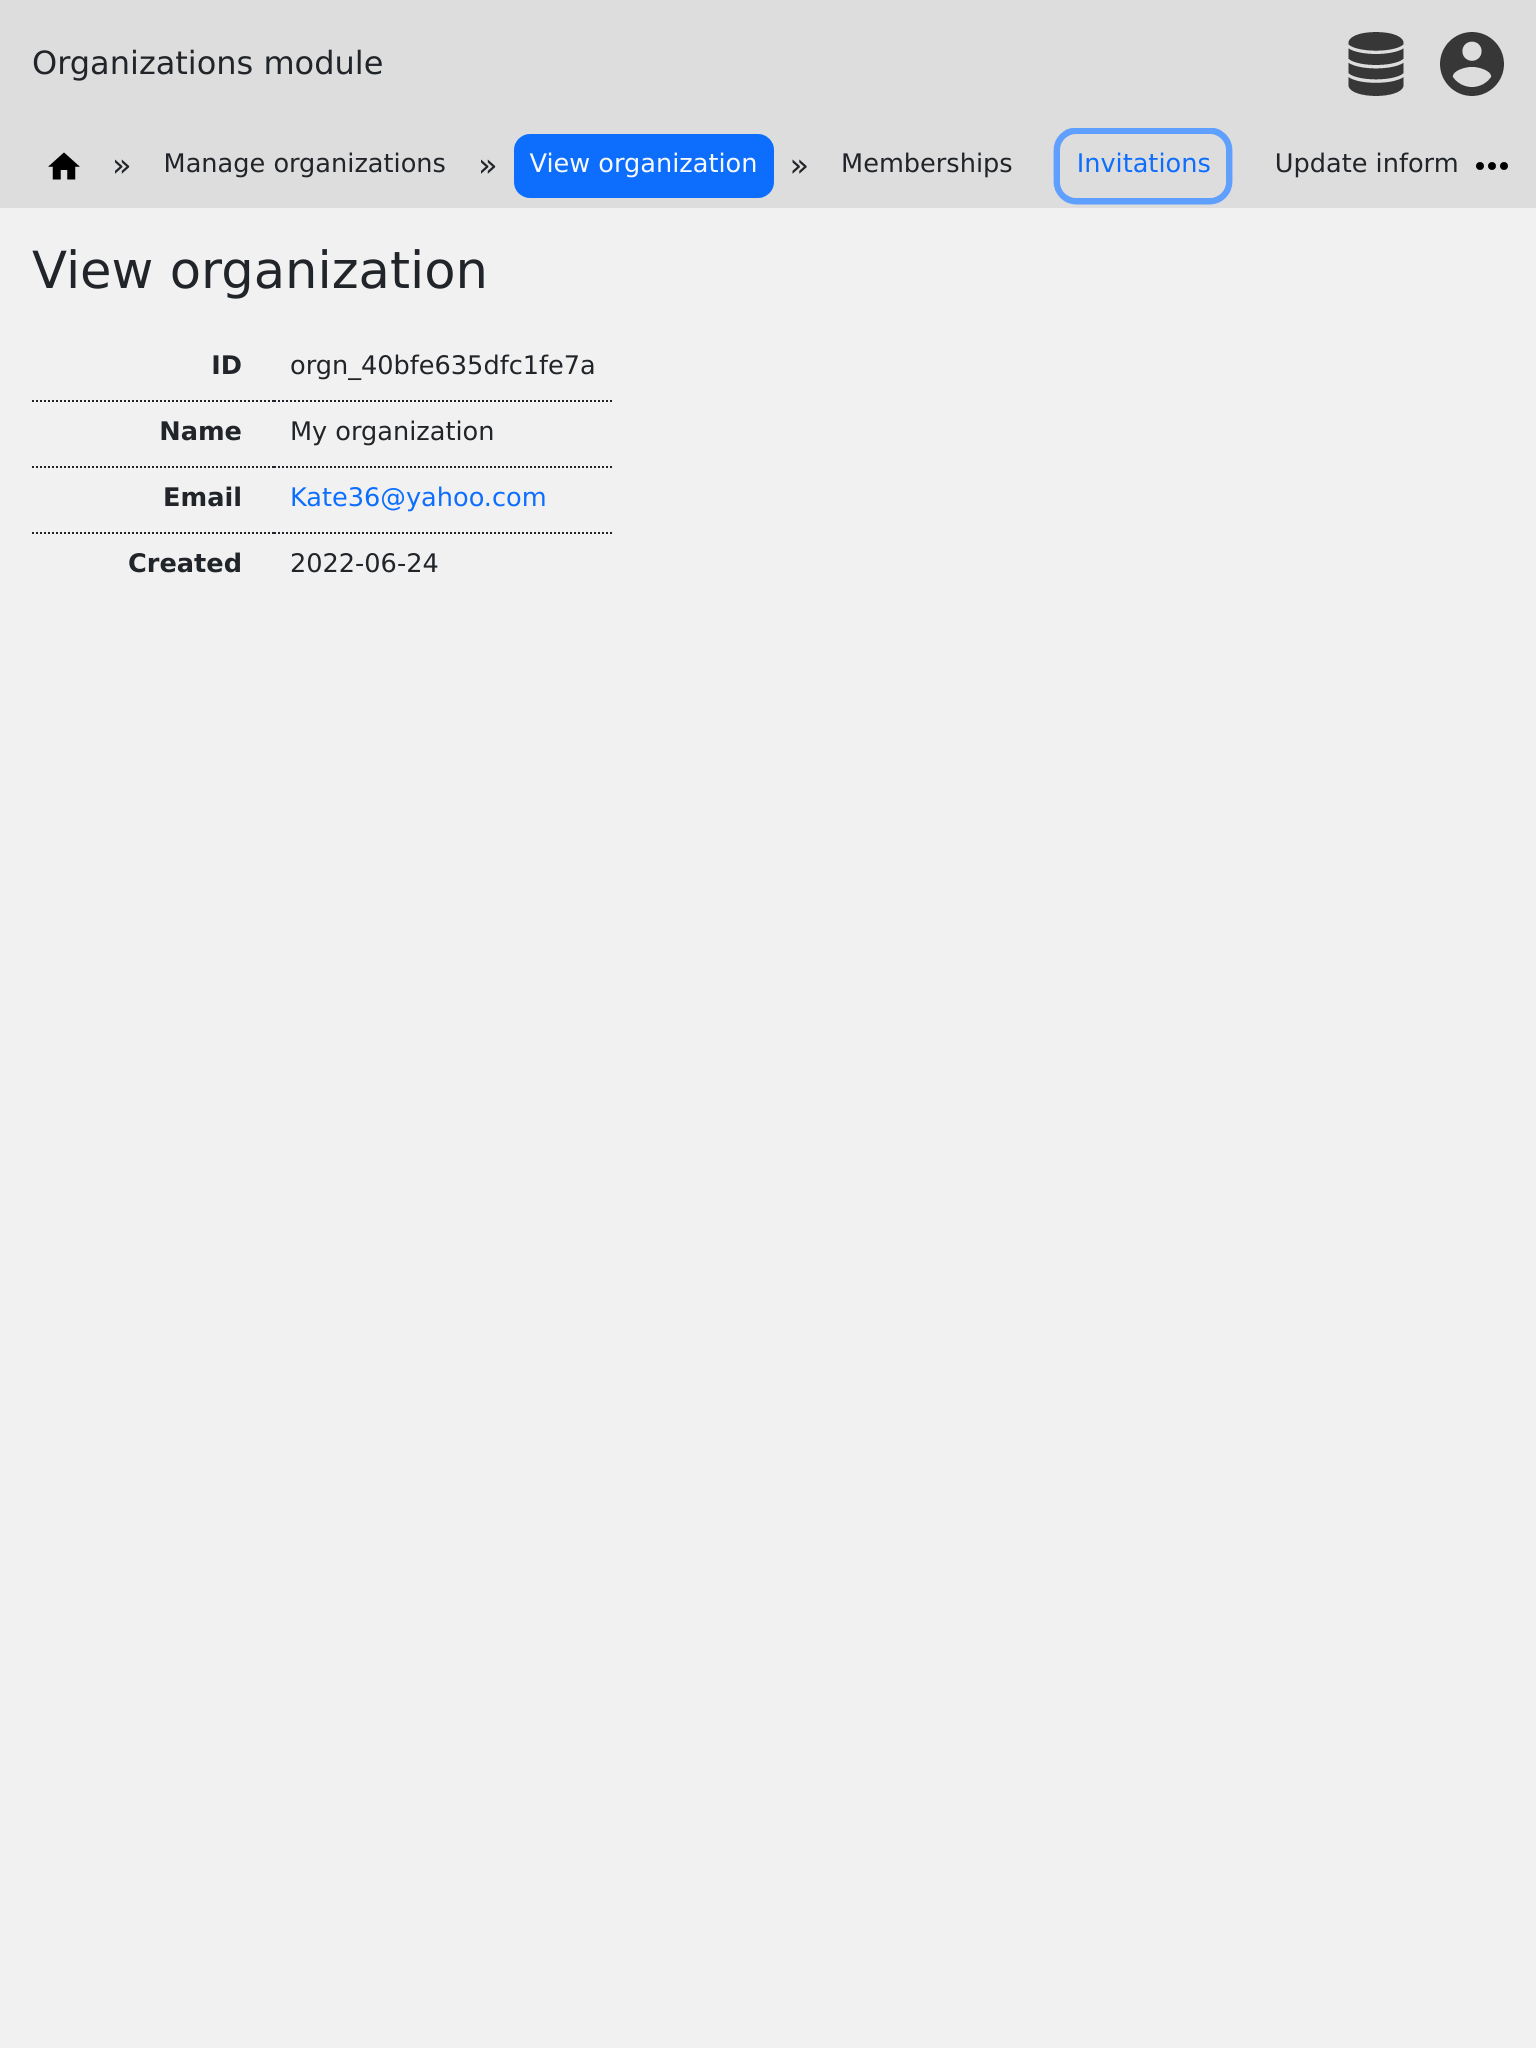 Organizations module
» Manage organizations » View organization » Memberships Invitations Update inform •••
View organization
ID orgn_40bfe635dfc1fe7a
Name My organization
Email Kate36@yahoo.com
Created 2022-06-24